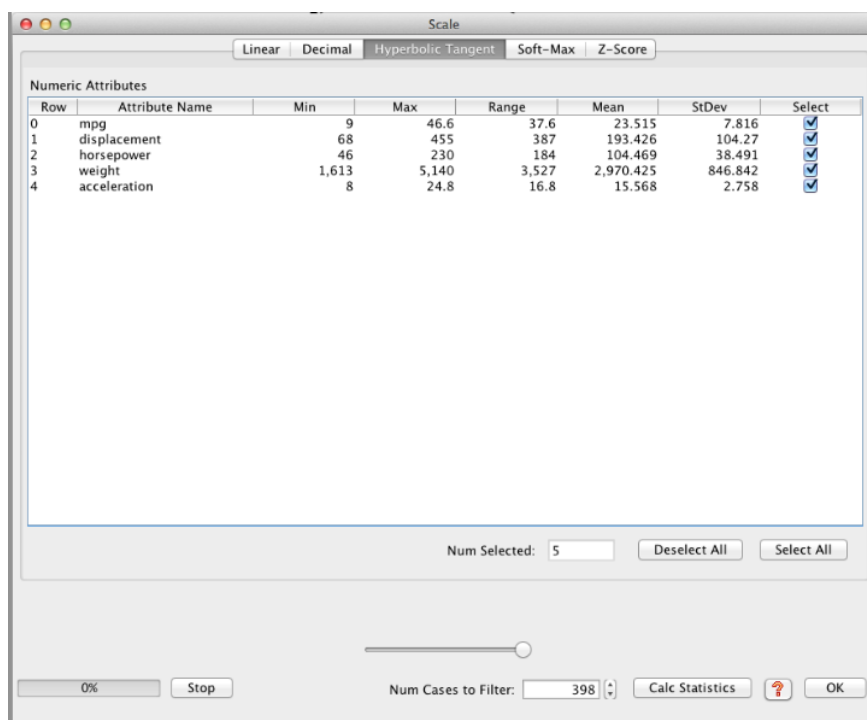 Scale
Linear Decimal Hyperbolic Tangent Soft-Max Z-Score
Numeric Attributes
Row Attribute Name Min Max Range Mean StDev Select
0 mpg 9 46.6 37.6 23.515 7.816
1 displacement 68 455 387 193.426 104.27
2 horsepower 46 230 184 104.469 38.491
3 weight 1,613 5,140 3,527 2,970.425 846.842
4 acceleration 8 24.8 16.8 15.568 2.758
Num Selected: 5 Deselect All Select All
0% Stop Num Cases to Filter: 398 Calc Statistics ? OK